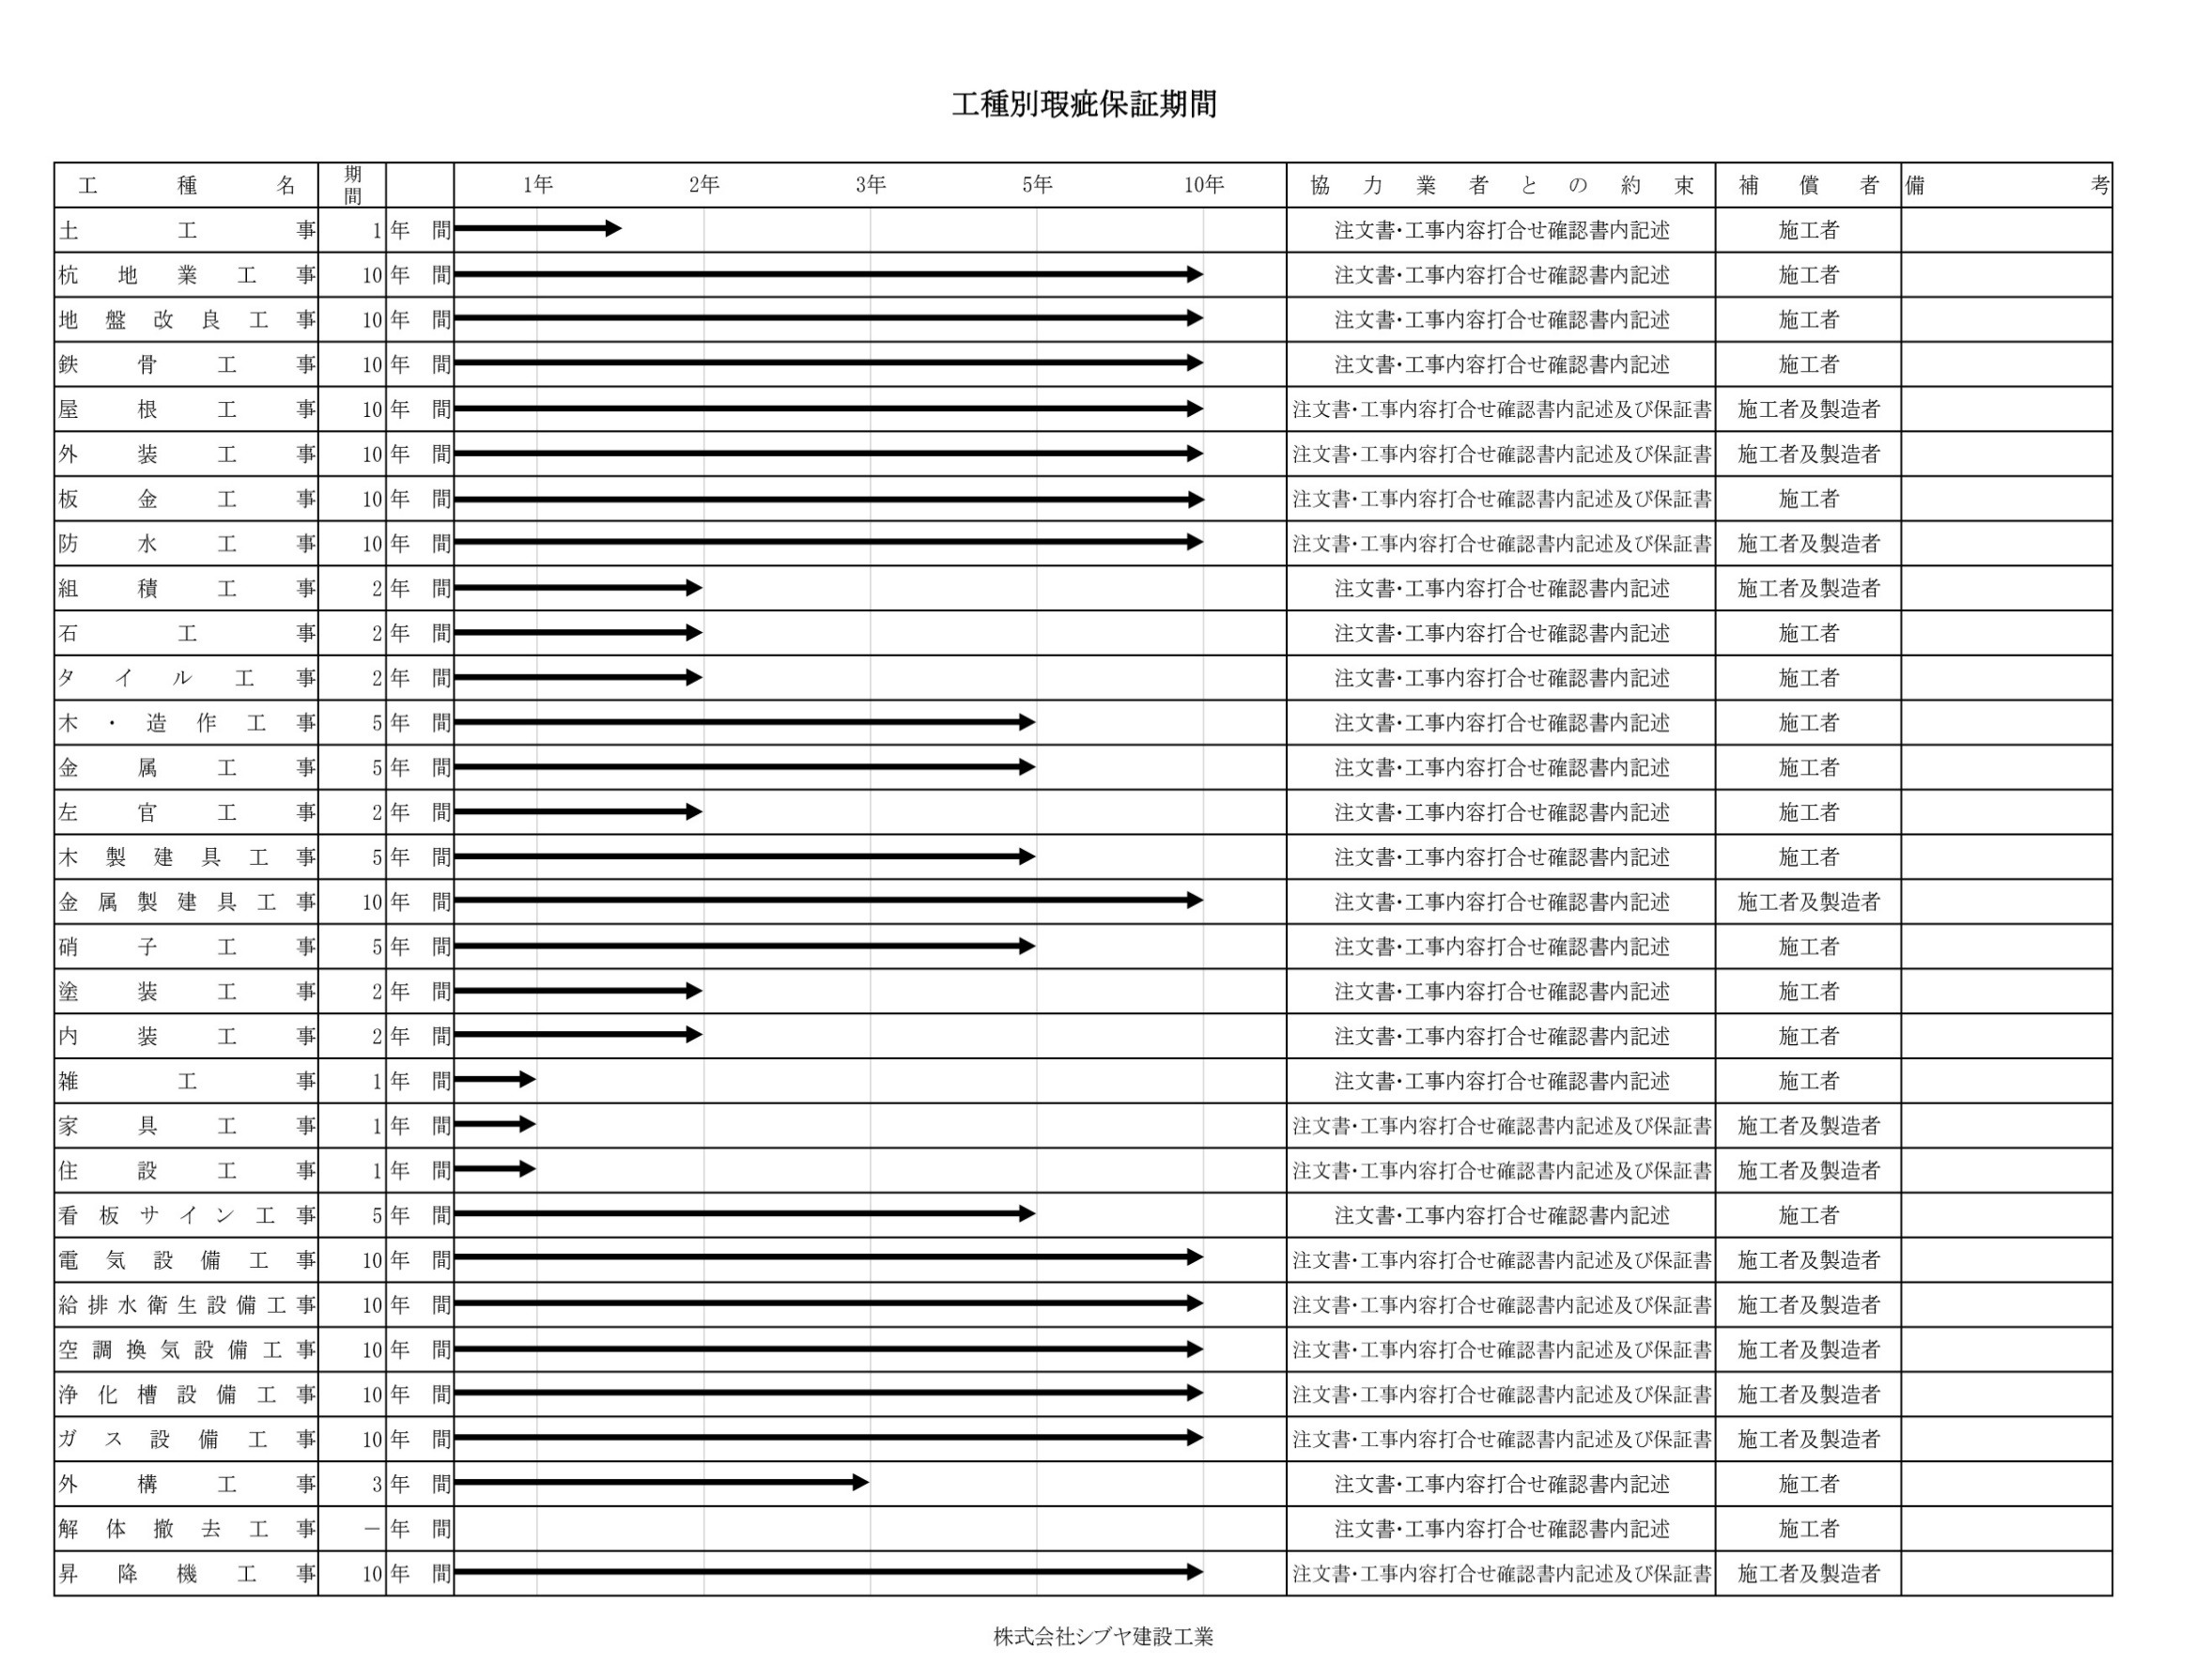 工種別瑕疵保証期間
工種名 期間 1年 2年 3年 5年 10年 協力業者との約束 補償者 備考
土工事 1 年間 注文書・工事内容打合せ確認書内記述 施工者
杭地業工事 10 年間 注文書・工事内容打合せ確認書内記述 施工者
地盤改良工事 10 年間 注文書・工事内容打合せ確認書内記述 施工者
鉄骨工事 10 年間 注文書・工事内容打合せ確認書内記述 施工者
屋根工事 10 年間 注文書・工事内容打合せ確認書内記述及び保証書 施工者及製造者
外装工事 10 年間 注文書・工事内容打合せ確認書内記述及び保証書 施工者及製造者
板金工事 10 年間 注文書・工事内容打合せ確認書内記述及び保証書 施工者
防水工事 10 年間 注文書・工事内容打合せ確認書内記述及び保証書 施工者及製造者
組積工事 2 年間 注文書・工事内容打合せ確認書内記述 施工者及製造者
石工事 2 年間 注文書・工事内容打合せ確認書内記述 施工者
タイル工事 2 年間 注文書・工事内容打合せ確認書内記述 施工者
木・造作工事 5 年間 注文書・工事内容打合せ確認書内記述 施工者
金属工事 5 年間 注文書・工事内容打合せ確認書内記述 施工者
左官工事 2 年間 注文書・工事内容打合せ確認書内記述 施工者
木製建具工事 5 年間 注文書・工事内容打合せ確認書内記述 施工者
金属製建具工事 10 年間 注文書・工事内容打合せ確認書内記述 施工者及製造者
硝子工事 5 年間 注文書・工事内容打合せ確認書内記述 施工者
塗装工事 2 年間 注文書・工事内容打合せ確認書内記述 施工者
内装工事 2 年間 注文書・工事内容打合せ確認書内記述 施工者
雑工事 1 年間 注文書・工事内容打合せ確認書内記述 施工者
家具工事 1 年間 注文書・工事内容打合せ確認書内記述及び保証書 施工者及製造者
住設工事 1 年間 注文書・工事内容打合せ確認書内記述及び保証書 施工者及製造者
看板サイン工事 5 年間 注文書・工事内容打合せ確認書内記述 施工者
電気設備工事 10 年間 注文書・工事内容打合せ確認書内記述及び保証書 施工者及製造者
給排水衛生設備工事 10 年間 注文書・工事内容打合せ確認書内記述及び保証書 施工者及製造者
空調換気設備工事 10 年間 注文書・工事内容打合せ確認書内記述及び保証書 施工者及製造者
浄化槽設備工事 10 年間 注文書・工事内容打合せ確認書内記述及び保証書 施工者及製造者
ガス設備工事 10 年間 注文書・工事内容打合せ確認書内記述及び保証書 施工者及製造者
外構工事 3 年間 注文書・工事内容打合せ確認書内記述 施工者
解体撤去工事 － 年間 注文書・工事内容打合せ確認書内記述 施工者
昇降機工事 10 年間 注文書・工事内容打合せ確認書内記述及び保証書 施工者及製造者
株式会社シブヤ建設工業